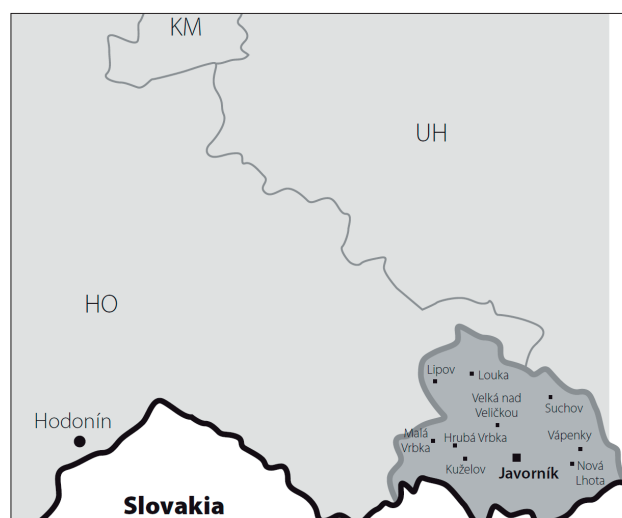 KM
UH
HO
Lipov
Louka
Velká nad
Veličkou
Suchov
Hodonín
Malá
Vrbka
Hrubá Vrbka
Vápenky
Kuželov
Javorník
Nová
Lhota
Slovakia